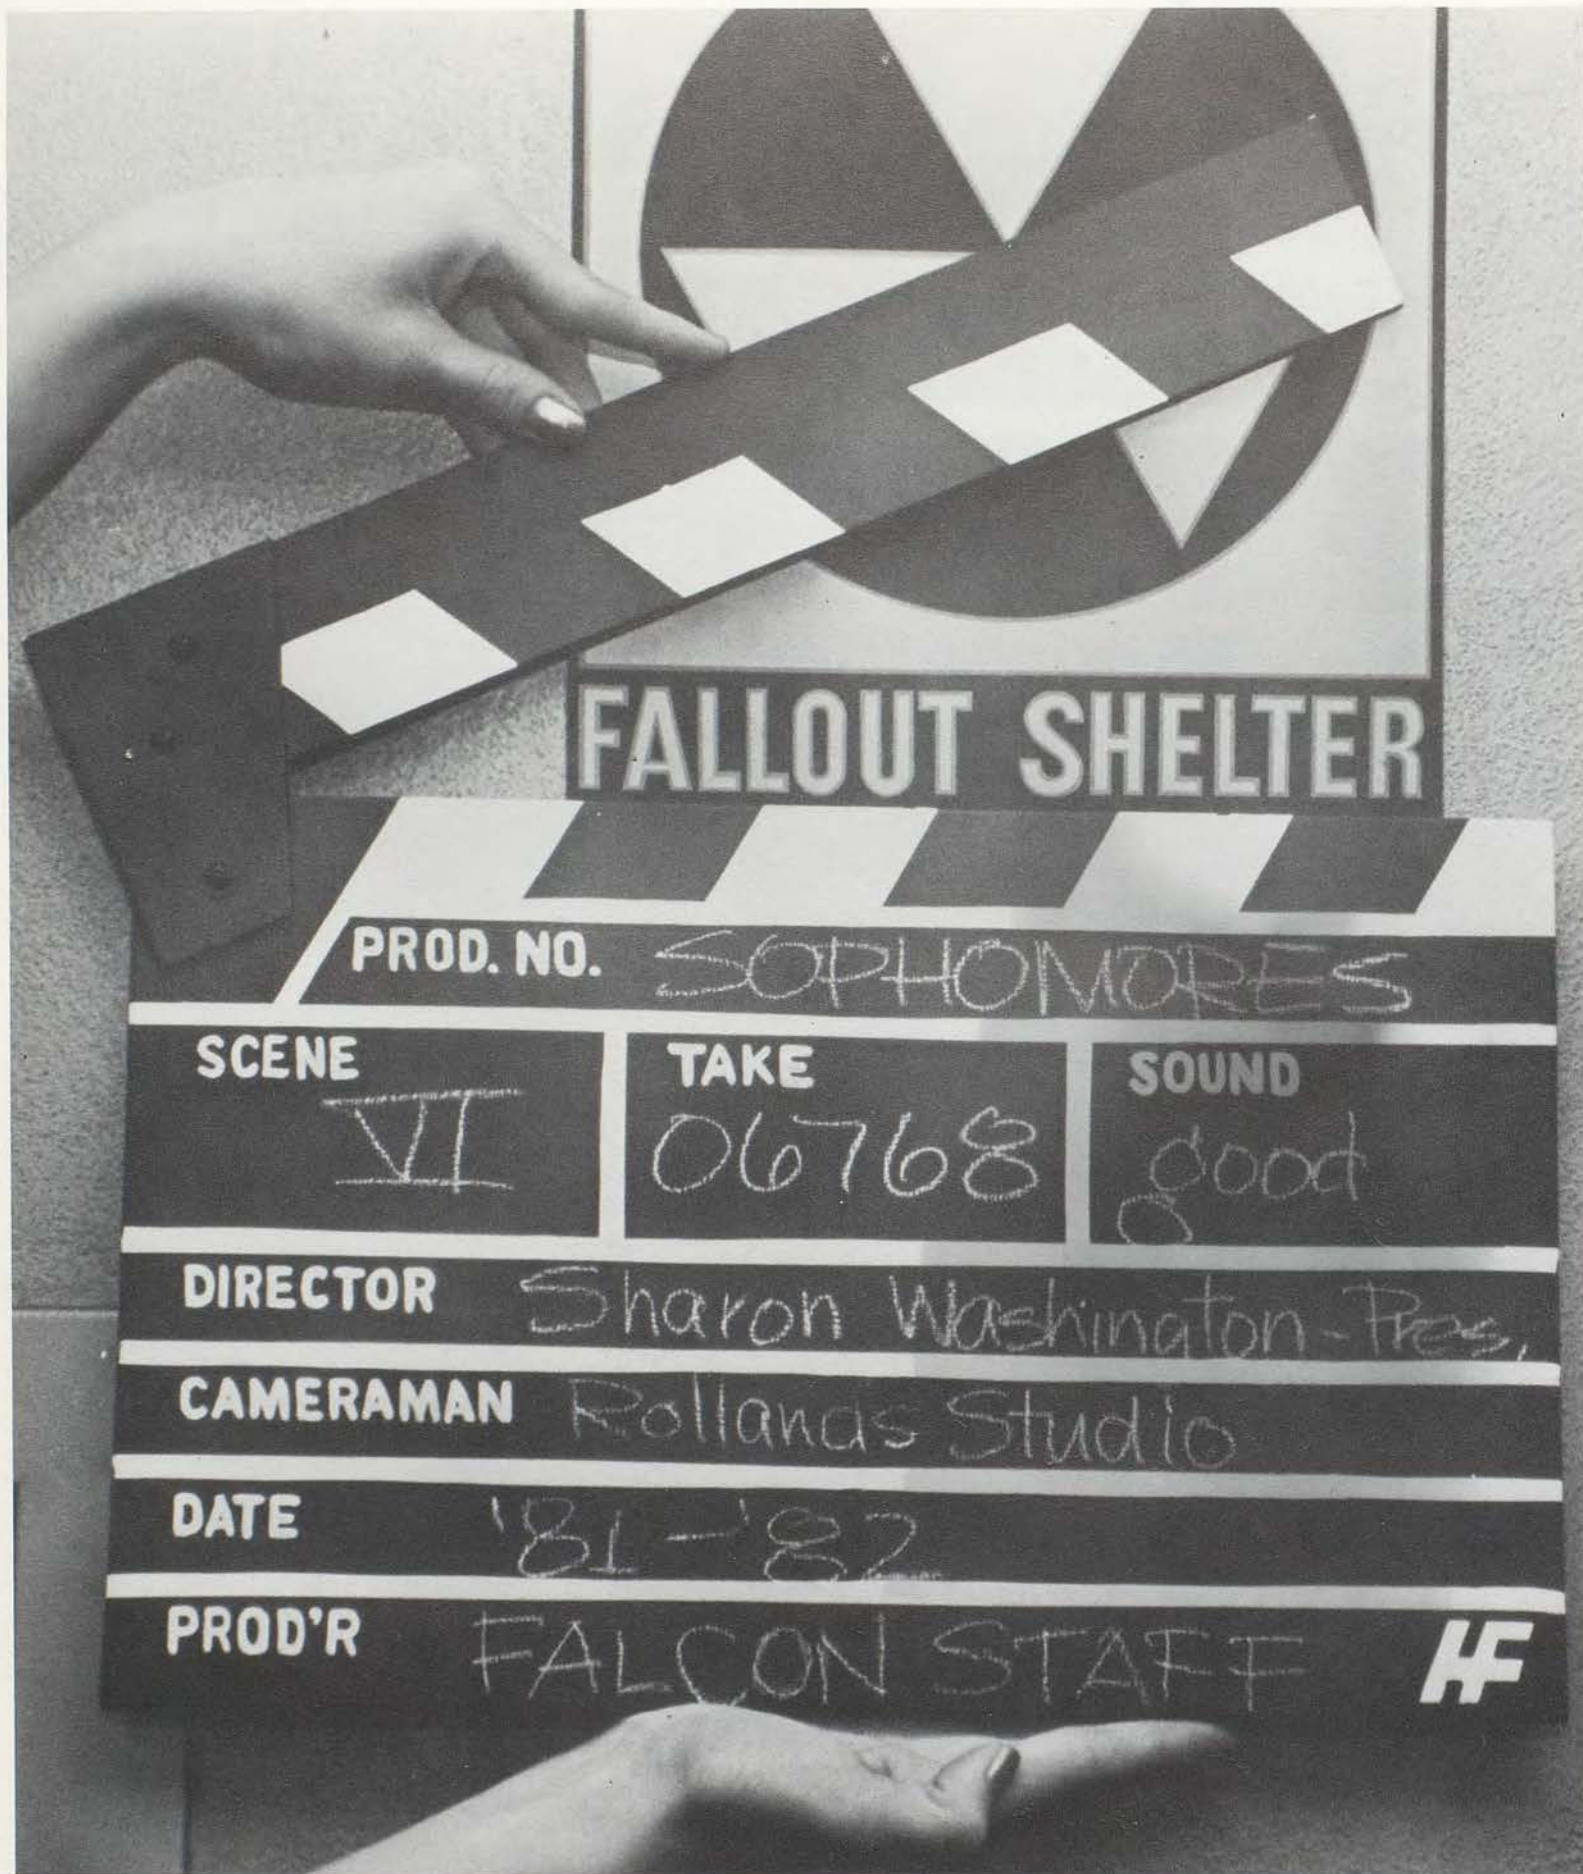 FALLOUT SHELTER
PROD. NO. SOPHOMORES
SCENE TAKE SOUND
VI 06768 good
DIRECTOR Sharon Washington-Pres.
CAMERAMAN Rollands Studio
DATE '81-'82
PROD'R FALCON STAFF HF